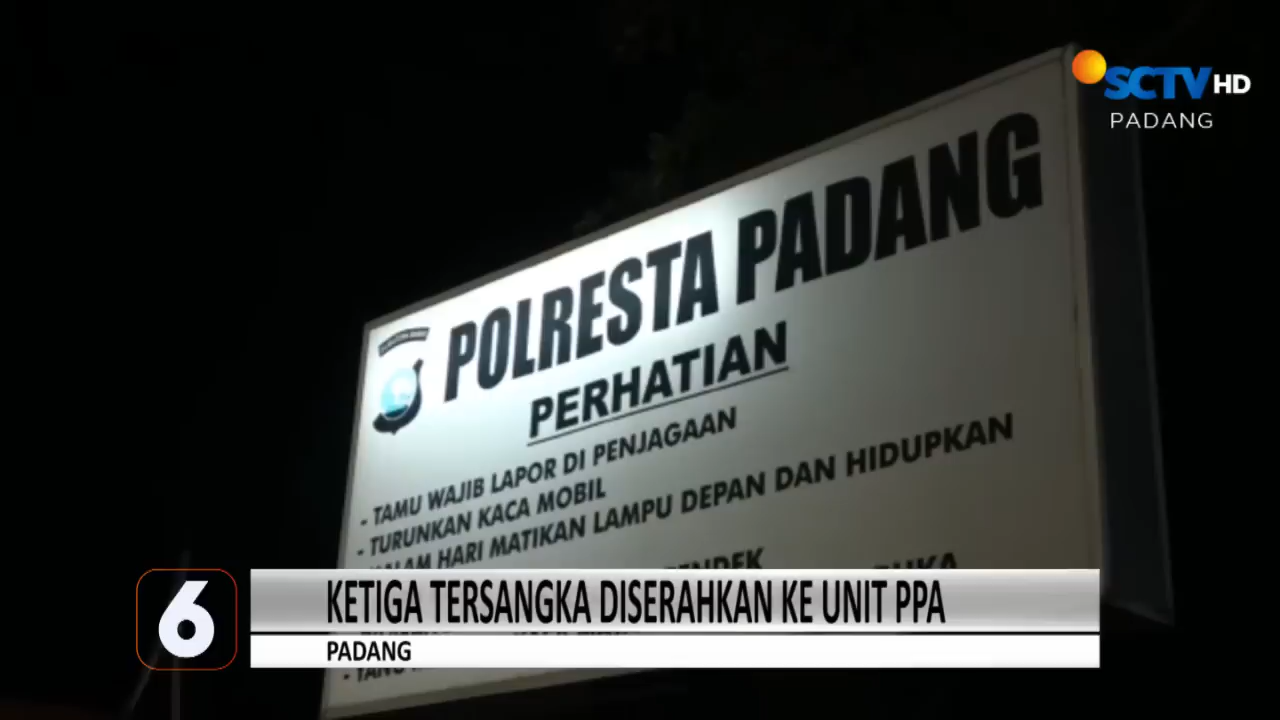 SCTV HD
PADANG
POLRESTA PADANG
PERHATIAN
- TAMU WAJIB LAPOR DI PENJAGAAN
- TURUNKAN KACA MOBIL
HARI MATIKAN LAMPU DEPAN DAN HIDUPKAN
6
KETIGA TERSANGKA DISERAHKAN KE UNIT PPA
PADANG